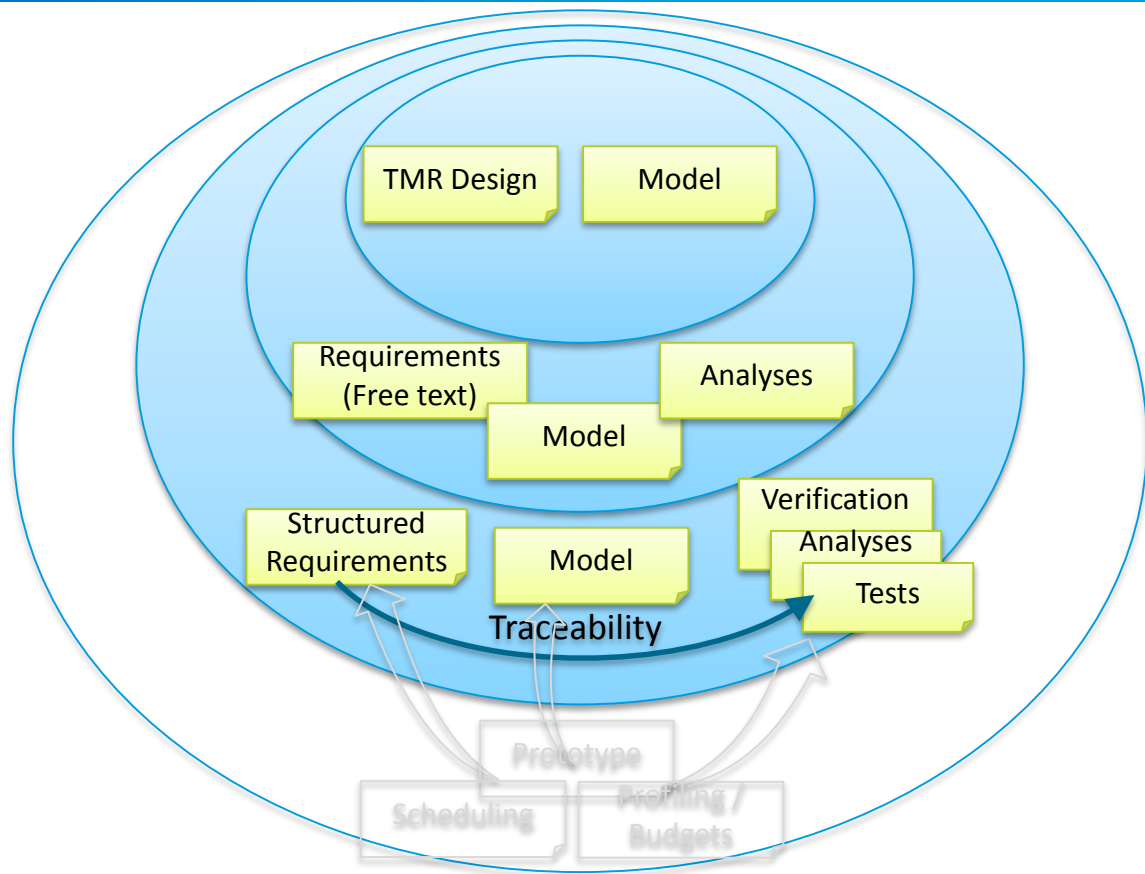 TMR Design
Model
Requirements
(Free text)
Analyses
Model
Structured
Requirements
Model
Verification
Analyses
Tests
Traceability
Prototype
Scheduling
Profiling /
Budgets